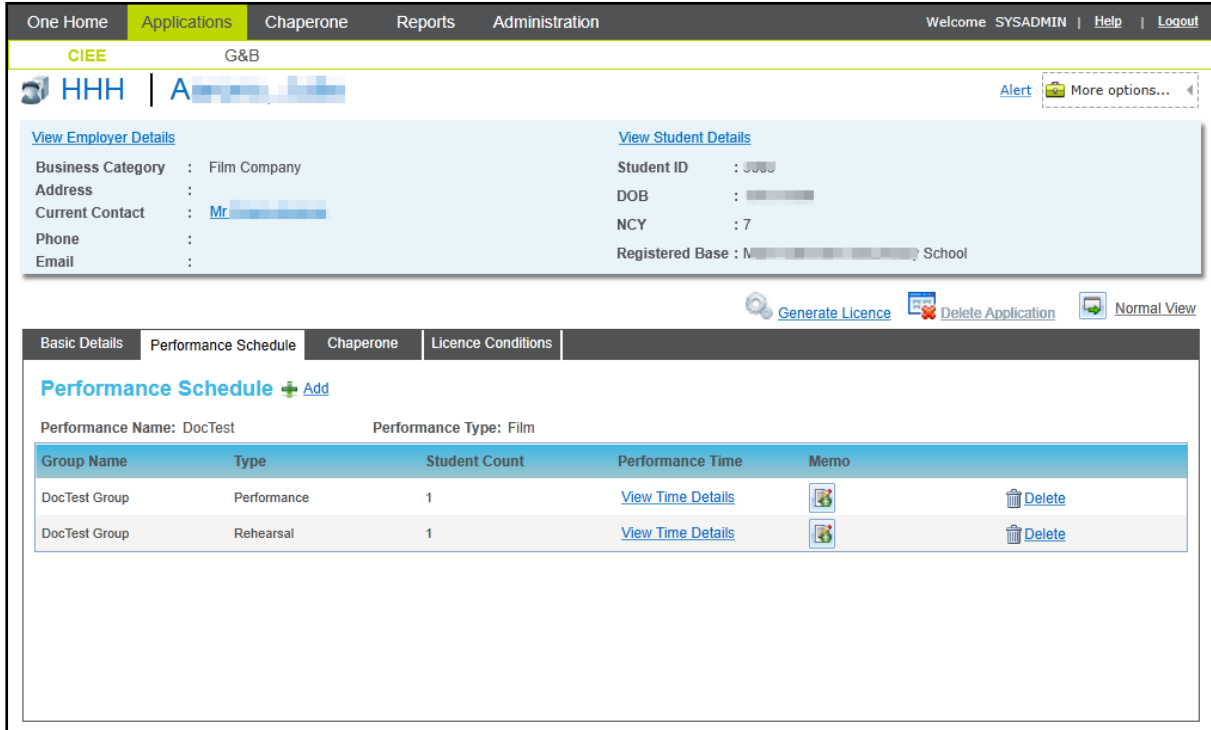 One Home Applications Chaperone Reports Administration Welcome SYSADMIN | Help | Logout
CIEE G&B
HHH | A
Alert More options...
View Employer Details View Student Details
Business Category : Film Company Student ID :
Address :
DOB :
Current Contact : Mr
NCY : 7
Phone :
Registered Base : M School
Email :
Generate Licence Delete Application Normal View
Basic Details Performance Schedule Chaperone Licence Conditions
Performance Schedule Add
Performance Name: DocTest Performance Type: Film
Group Name Type Student Count Performance Time Memo
DocTest Group Performance 1 View Time Details Delete
DocTest Group Rehearsal 1 View Time Details Delete